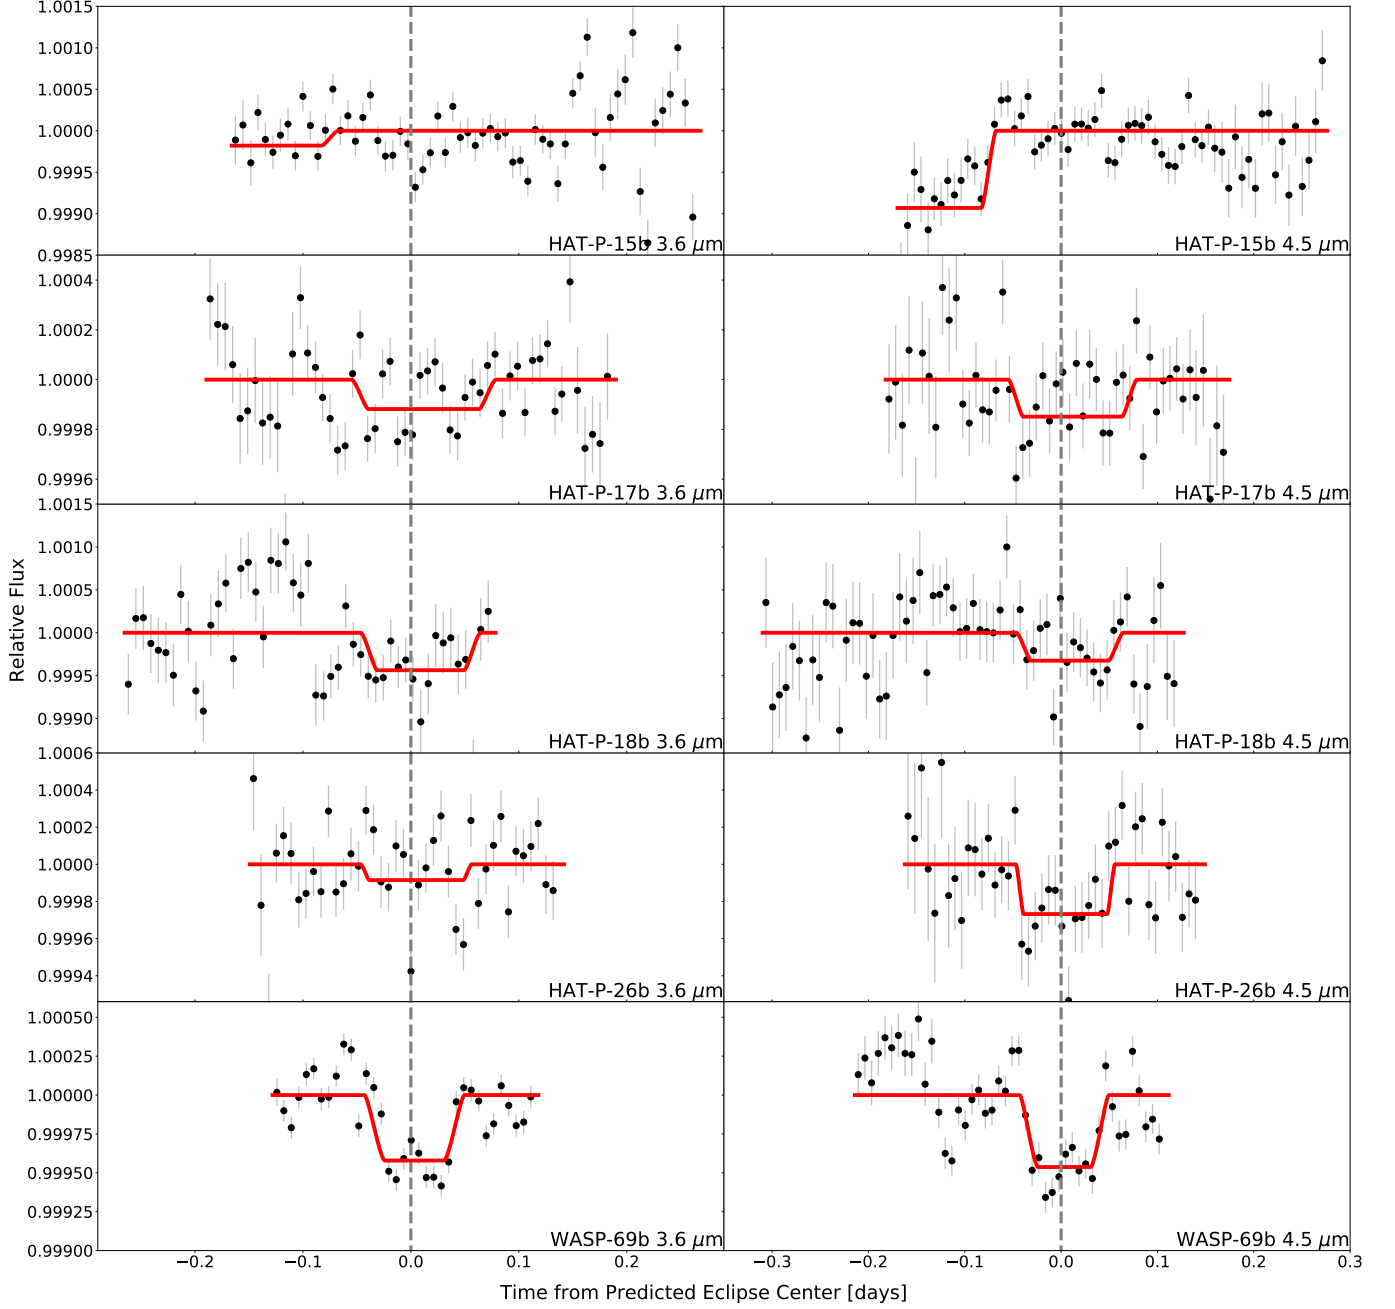 1.0015
1.0010
1.0005
1.0000
0.9995
0.9990
0.9985
HAT-P-15b 3.6 μm
HAT-P-15b 4.5 μm
1.0004
1.0002
1.0000
0.9998
0.9996
HAT-P-17b 3.6 μm
HAT-P-17b 4.5 μm
1.0015
1.0010
1.0005
1.0000
0.9995
0.9990
HAT-P-18b 3.6 μm
HAT-P-18b 4.5 μm
Relative Flux
1.0006
1.0004
1.0002
1.0000
0.9998
0.9996
0.9994
HAT-P-26b 3.6 μm
HAT-P-26b 4.5 μm
1.00050
1.00025
1.00000
0.99975
0.99950
0.99925
0.99900
WASP-69b 3.6 μm
WASP-69b 4.5 μm
−0.2 −0.1 0.0 0.1 0.2
−0.3 −0.2 −0.1 0.0 0.1 0.2 0.3
Time from Predicted Eclipse Center [days]